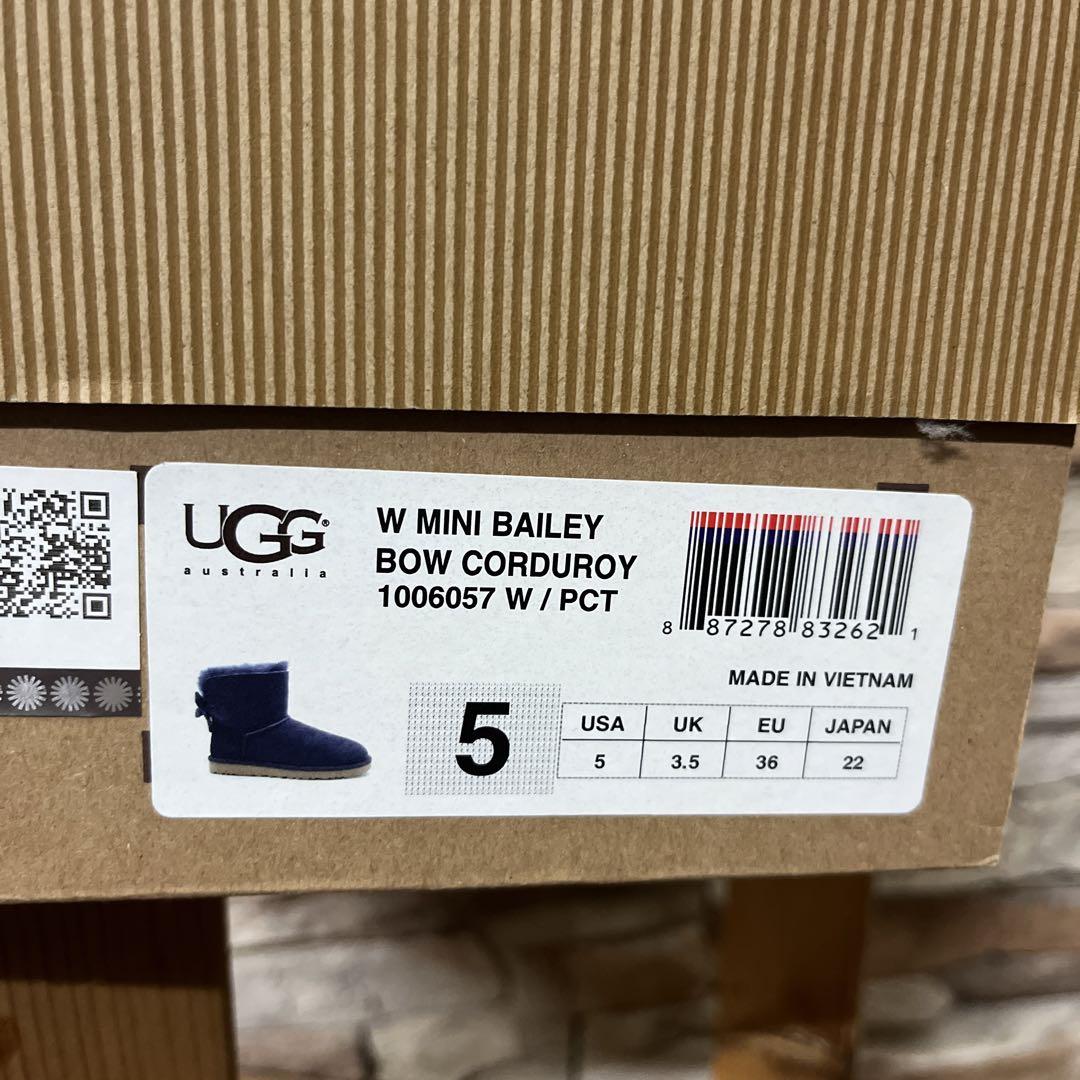 UGG®
australia
W MINI BAILEY
BOW CORDUROY
1006057 W / PCT
8 87278 83262 1
MADE IN VIETNAM
5
USA UK EU JAPAN
5 3.5 36 22